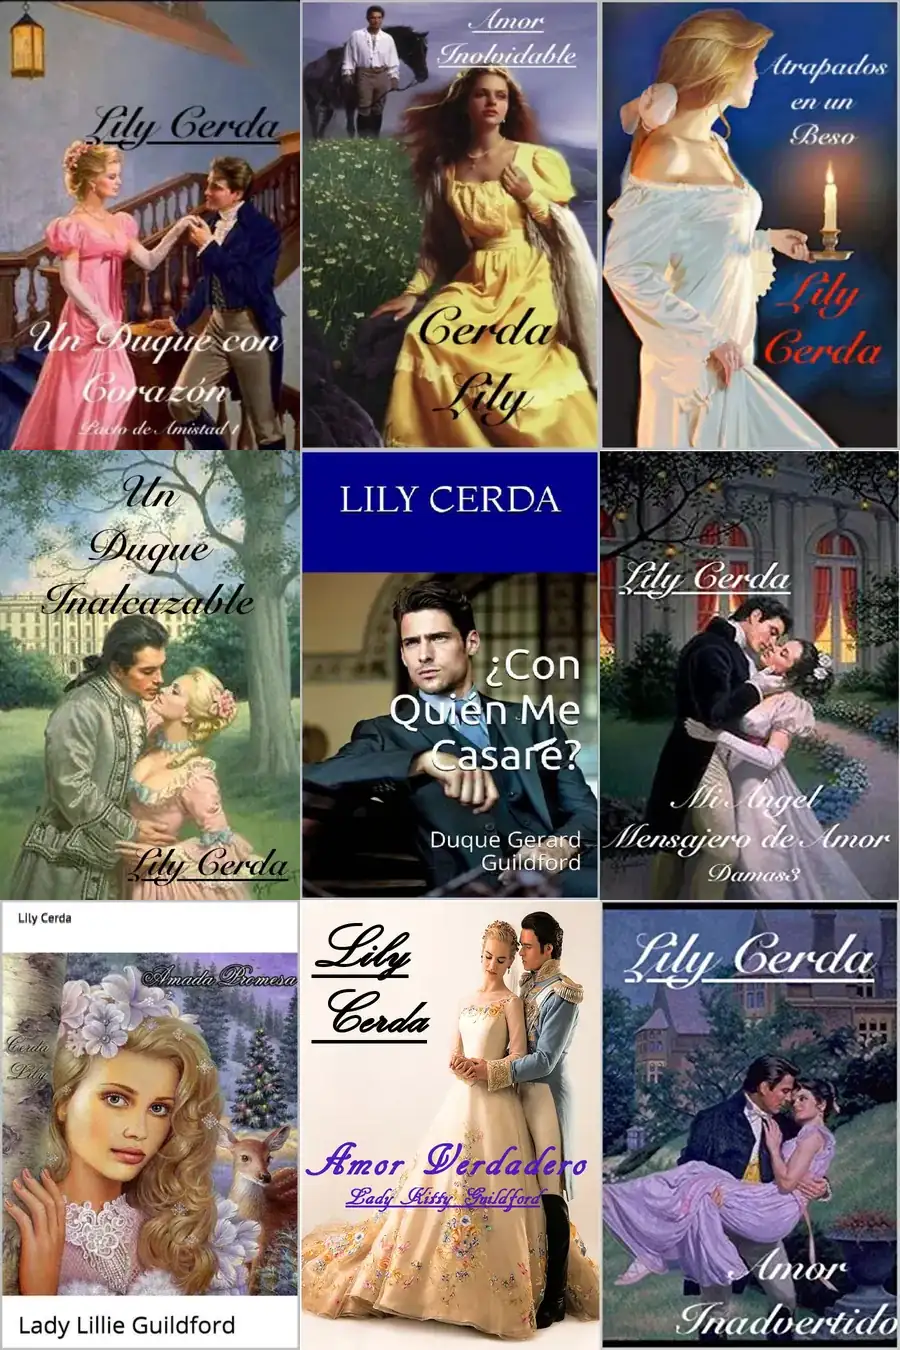 Lily Cerda
Un Duque con
Corazón
Pacto de Amistad 1
Amor
Inolvidable
Cerda
Lily
Atrapados
en un
Beso
Lily
Cerda
Un
Duque
Inalcazable
Lily Cerda
LILY CERDA
¿Con
Quien Me
Casaré?
Duque Gerard
Guildford
Lily Cerda
Mi Angel
Mensajero de Amor
Damas3
Lily Cerda
Amada Promesa
Cerda
Lily
Lady Lillie Guildford
Lily
Cerda
Amor Verdadero
Lady Kitty Guildford
Lily Cerda
Amor
Inadvertido